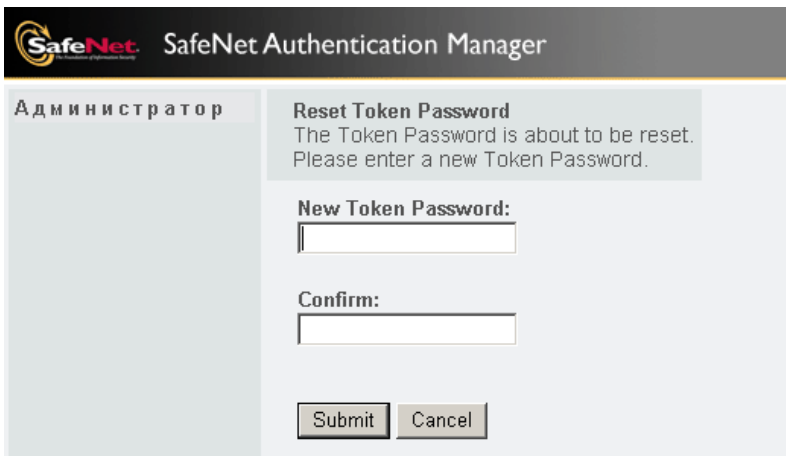 SafeNet.
SafeNet Authentication Manager
Администратор
Reset Token Password
The Token Password is about to be reset.
Please enter a new Token Password.
New Token Password:
Confirm:
Submit
Cancel